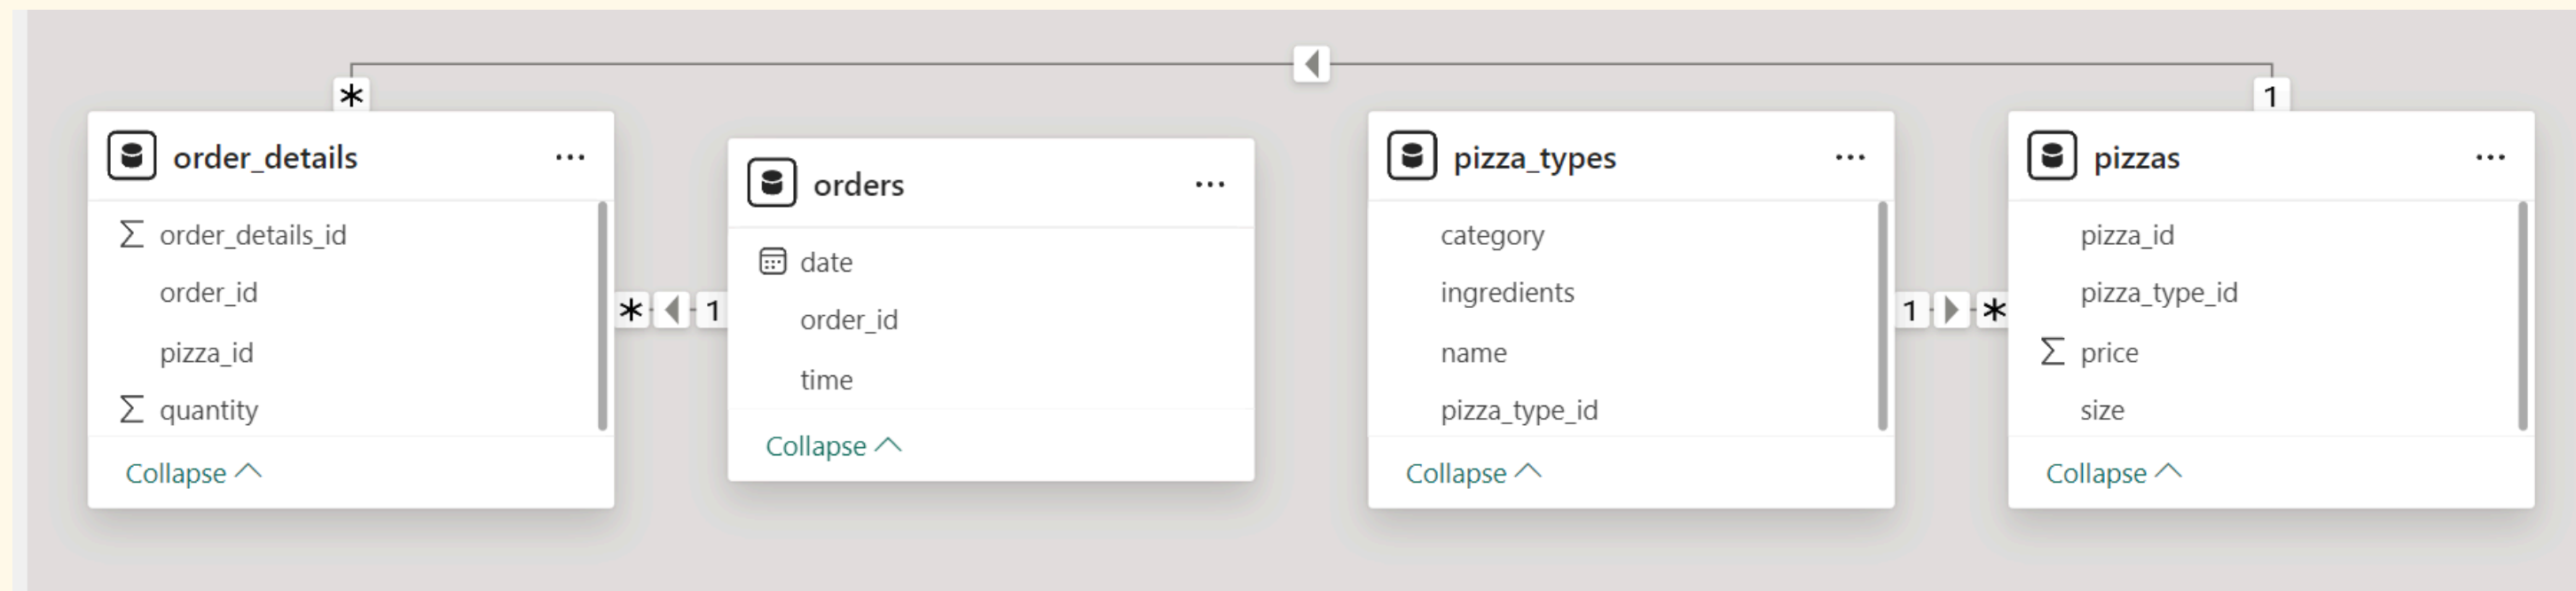 * 1
order_details
order_details_id
order_id
pizza_id
quantity
Collapse
* 1
orders
date
order_id
time
Collapse
pizza_types
category
ingredients
name
pizza_type_id
Collapse
1 *
pizzas
pizza_id
pizza_type_id
price
size
Collapse